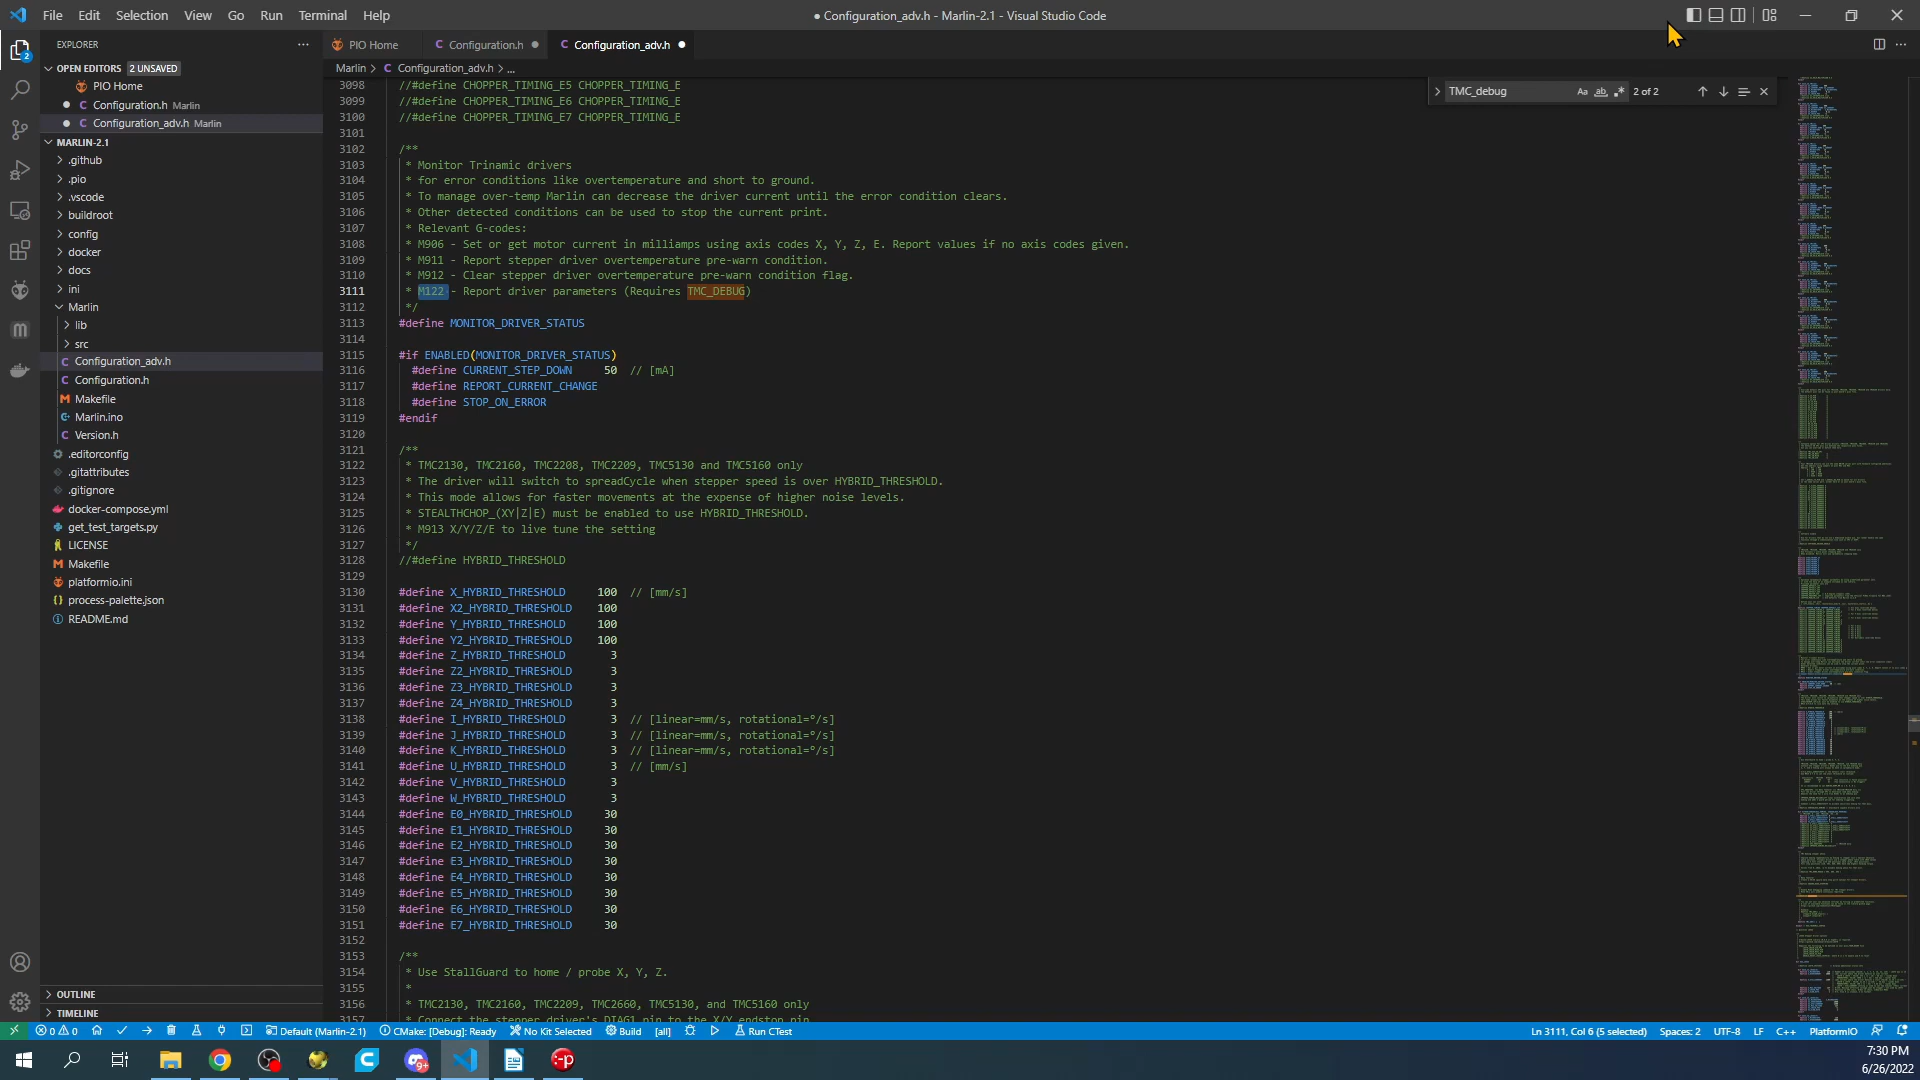 File Edit Selection View Go Run Terminal Help
● Configuration_adv.h - Marlin-2.1 - Visual Studio Code
EXPLORER
OPEN EDITORS 2 UNSAVED
PIO Home
Configuration.h Marlin
Configuration_adv.h Marlin
MARLIN-2.1
.github
.pio
.vscode
buildroot
config
docker
docs
ini
Marlin
lib
src
Configuration_adv.h
Configuration.h
Makefile
Marlin.ino
Version.h
.editorconfig
.gitattributes
.gitignore
docker-compose.yml
get_test_targets.py
LICENSE
Makefile
platformio.ini
process-palette.json
README.md
OUTLINE
TIMELINE
PIO Home
Configuration.h
Configuration_adv.h
Marlin > C Configuration_adv.h > ...
TMC_debug Aa ab 2 of 2
3098 //#define CHOPPER_TIMING_E5 CHOPPER_TIMING_E
3099 //#define CHOPPER_TIMING_E6 CHOPPER_TIMING_E
3100 //#define CHOPPER_TIMING_E7 CHOPPER_TIMING_E
3101
3102 /**
3103 * Monitor Trinamic drivers
3104 * for error conditions like overtemperature and short to ground.
3105 * To manage over-temp Marlin can decrease the driver current until the error condition clears.
3106 * Other detected conditions can be used to stop the current print.
3107 * Relevant G-codes:
3108 * M906 - Set or get motor current in milliamps using axis codes X, Y, Z, E. Report values if no axis codes given.
3109 * M911 - Report stepper driver overtemperature pre-warn condition.
3110 * M912 - Clear stepper driver overtemperature pre-warn condition flag.
3111 * M122 - Report driver parameters (Requires TMC_DEBUG)
3112 */
3113 #define MONITOR_DRIVER_STATUS
3114
3115 #if ENABLED(MONITOR_DRIVER_STATUS)
3116 #define CURRENT_STEP_DOWN 50 // [mA]
3117 #define REPORT_CURRENT_CHANGE
3118 #define STOP_ON_ERROR
3119 #endif
3120
3121 /**
3122 * TMC2130, TMC2160, TMC2208, TMC2209, TMC5130 and TMC5160 only
3123 * The driver will switch to spreadCycle when stepper speed is over HYBRID_THRESHOLD.
3124 * This mode allows for faster movements at the expense of higher noise levels.
3125 * STEALTHCHOP_(XY|Z|E) must be enabled to use HYBRID_THRESHOLD.
3126 * M913 X/Y/Z/E to live tune the setting
3127 */
3128 //#define HYBRID_THRESHOLD
3129
3130 #define X_HYBRID_THRESHOLD 100 // [mm/s]
3131 #define X2_HYBRID_THRESHOLD 100
3132 #define Y_HYBRID_THRESHOLD 100
3133 #define Y2_HYBRID_THRESHOLD 100
3134 #define Z_HYBRID_THRESHOLD 3
3135 #define Z2_HYBRID_THRESHOLD 3
3136 #define Z3_HYBRID_THRESHOLD 3
3137 #define Z4_HYBRID_THRESHOLD 3
3138 #define I_HYBRID_THRESHOLD 3 // [linear=mm/s, rotational=°/s]
3139 #define J_HYBRID_THRESHOLD 3 // [linear=mm/s, rotational=°/s]
3140 #define K_HYBRID_THRESHOLD 3 // [linear=mm/s, rotational=°/s]
3141 #define U_HYBRID_THRESHOLD 3 // [mm/s]
3142 #define V_HYBRID_THRESHOLD 3
3143 #define W_HYBRID_THRESHOLD 3
3144 #define E0_HYBRID_THRESHOLD 30
3145 #define E1_HYBRID_THRESHOLD 30
3146 #define E2_HYBRID_THRESHOLD 30
3147 #define E3_HYBRID_THRESHOLD 30
3148 #define E4_HYBRID_THRESHOLD 30
3149 #define E5_HYBRID_THRESHOLD 30
3150 #define E6_HYBRID_THRESHOLD 30
3151 #define E7_HYBRID_THRESHOLD 30
3152
3153 /**
3154 * Use StallGuard to home / probe X, Y, Z.
3155 *
3156 * TMC2130, TMC2160, TMC2209, TMC2660, TMC5130, and TMC5160 only
3157 * Connect the stepper driver's DIAG1 pin to the X/Y endstop pin
0 0 Default (Marlin-2.1) CMake: [Debug]: Ready No Kit Selected Build [all] Run CTest Ln 3111, Col 6 (5 selected) Spaces: 2 UTF-8 LF C++ PlatformIO
7:30 PM
6/26/2022